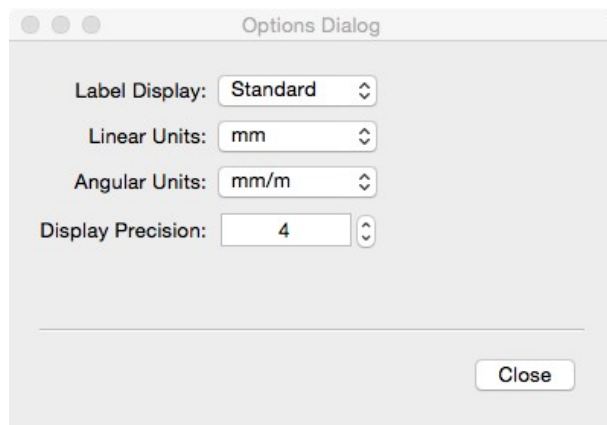 Options Dialog
Label Display: Standard
Linear Units: mm
Angular Units: mm/m
Display Precision: 4
Close